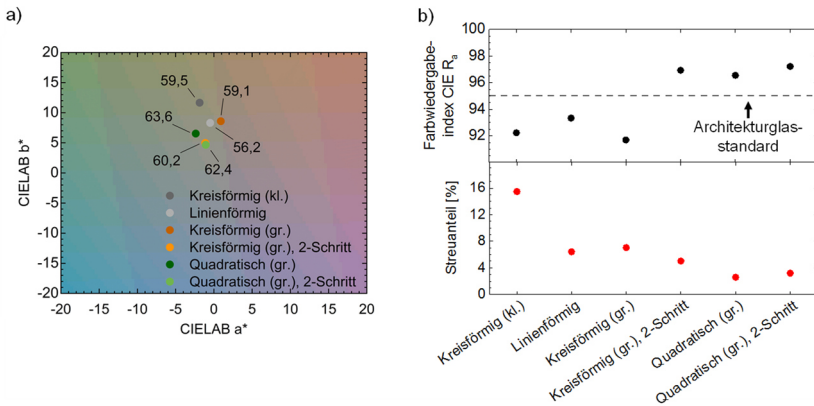 a)
20
15
10
5
0
-5
-10
-15
-20
CIELAB b*
59,5
59,1
63,6
56,2
60,2
62,4
Kreisförmig (kl.)
Linienförmig
Kreisförmig (gr.)
Kreisförmig (gr.), 2-Schritt
Quadratisch (gr.)
Quadratisch (gr.), 2-Schritt
-20 -15 -10 -5 0 5 10 15 20
CIELAB a*
b)
Farbwiedergabe-
index CIE Ra
100
98
96
94
92
Architekturglas-
standard
Streuanteil [%]
16
12
8
4
0
Kreisförmig (kl.)
Linienförmig
Kreisförmig (gr.)
Kreisförmig (gr.), 2-Schritt
Quadratisch (gr.)
Quadratisch (gr.), 2-Schritt